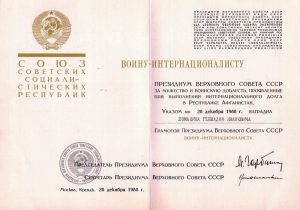 СОЮЗ
СОВЕТСКИХ
СОЦИАЛИ-
СТИЧЕСКИХ
РЕСПУБЛИК
ВОИНУ-ИНТЕРНАЦИОНАЛИСТУ
ПРЕЗИДИУМ ВЕРХОВНОГО СОВЕТА СССР
ЗА МУЖЕСТВО И ВОИНСКУЮ ДОБЛЕСТЬ, ПРОЯВЛЕННЫЕ
ПРИ ВЫПОЛНЕНИИ ИНТЕРНАЦИОНАЛЬНОГО ДОЛГА
В РЕСПУБЛИКЕ АФГАНИСТАН,
УКАЗОМ ОТ 28 декабря 1988 г. НАГРАДИЛ
ГРАМОТОЙ ПРЕЗИДИУМА ВЕРХОВНОГО СОВЕТА СССР
ВОИНУ-ИНТЕРНАЦИОНАЛИСТУ.
ПРЕДСЕДАТЕЛЬ ПРЕЗИДИУМА ВЕРХОВНОГО СОВЕТА СССР
СЕКРЕТАРЬ ПРЕЗИДИУМА ВЕРХОВНОГО СОВЕТА СССР
Москва, Кремль. 28 декабря 1988 г.